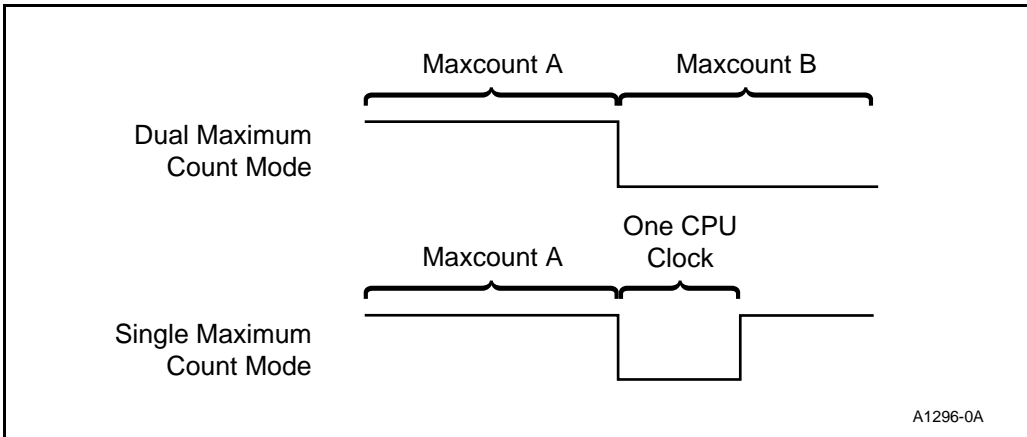 Maxcount A
Maxcount B
Dual Maximum
Count Mode
One CPU
Clock
Maxcount A
Single Maximum
Count Mode
A1296-0A